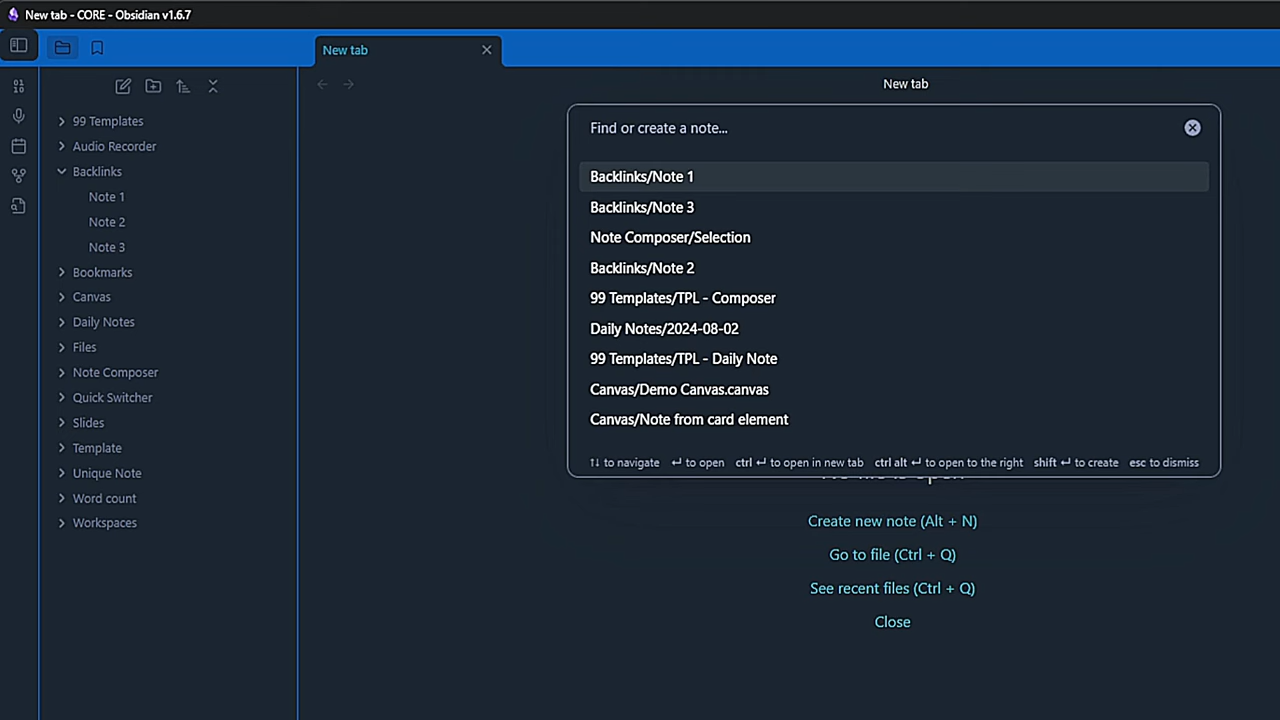 New tab - CORE - Obsidian v1.6.7
New tab
New tab
99 Templates
Audio Recorder
Backlinks
Note 1
Note 2
Note 3
Bookmarks
Canvas
Daily Notes
Files
Note Composer
Quick Switcher
Slides
Template
Unique Note
Word count
Workspaces
Find or create a note...
Backlinks/Note 1
Backlinks/Note 3
Note Composer/Selection
Backlinks/Note 2
99 Templates/TPL - Composer
Daily Notes/2024-08-02
99 Templates/TPL - Daily Note
Canvas/Demo Canvas.canvas
Canvas/Note from card element
↑↓ to navigate ↵ to open ctrl ↵ to open in new tab ctrl alt ↵ to open to the right shift ↵ to create esc to dismiss
No file is open
Create new note (Alt + N)
Go to file (Ctrl + Q)
See recent files (Ctrl + Q)
Close